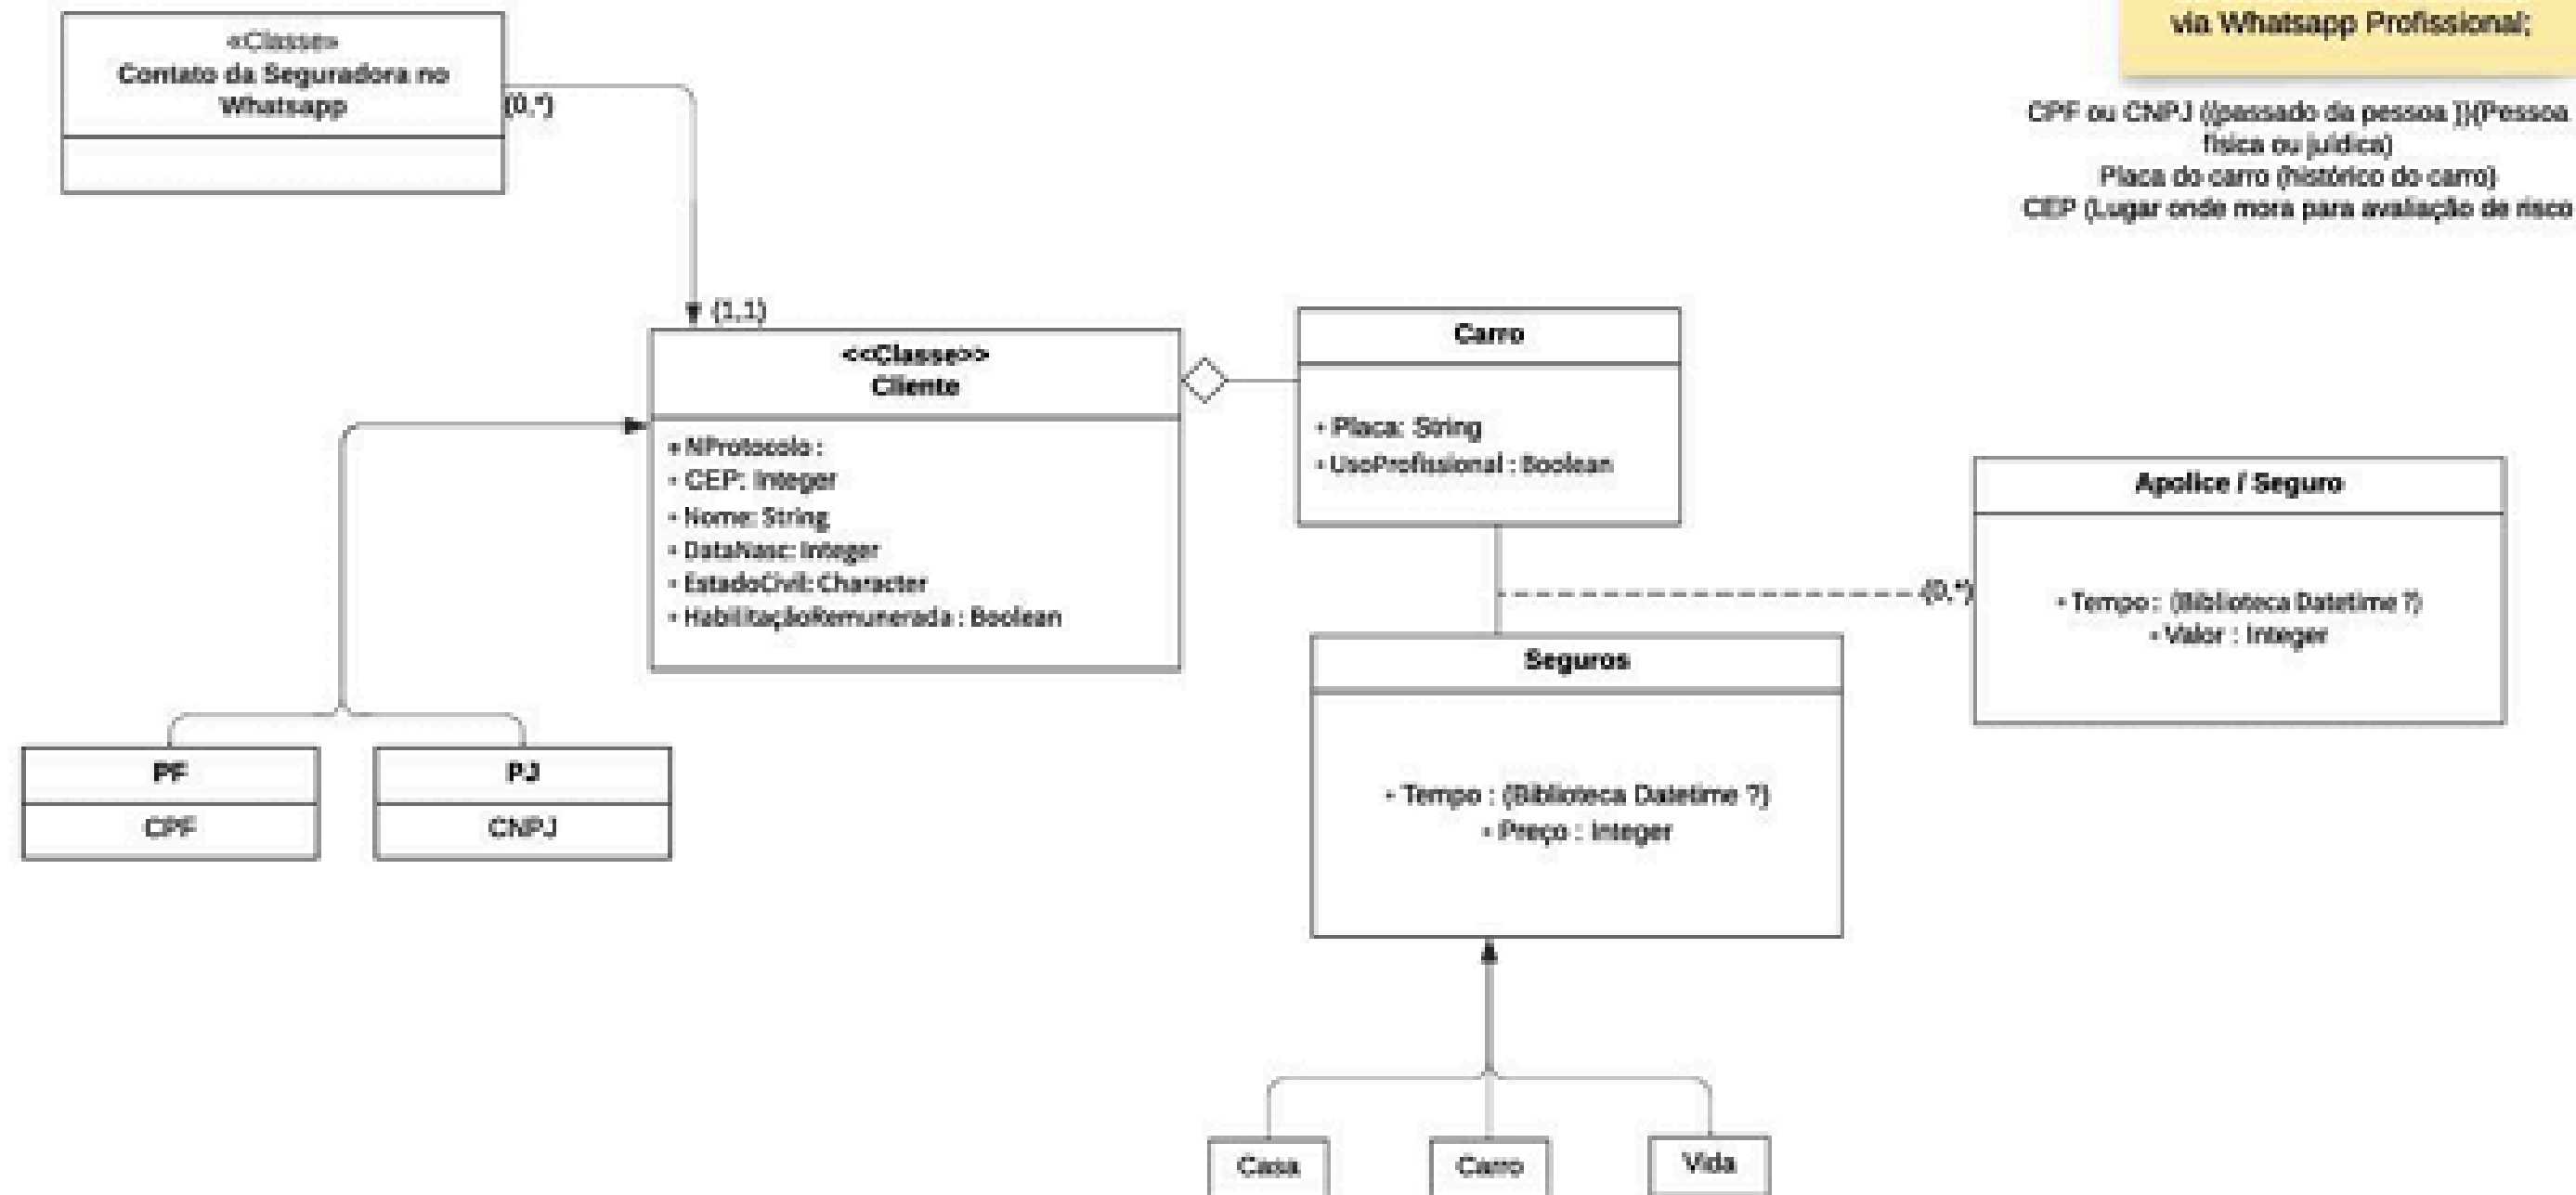 «Classe»
Contato da Seguradora no
Whatsapp
(0,*)
via Whatsapp Profissional;
CPF ou CNPJ ((passado da pessoa ))(Pessoa
física ou juídica)
Placa do carro (histórico do carro)
CEP (Lugar onde mora para avaliação de risco
(1,1)
<<Classe>>
Cliente
+ NProtocolo :
• CEP: Integer
• Nome: String
• DataNasc: Integer
• EstadoCivil: Character
• HabilitaçãoRemunerada : Boolean
Carro
• Placa: String
• UsoProfissional : Boolean
Apolice / Seguro
• Tempo : (Biblioteca Datetime ?)
• Valor : Integer
(0,*)
Seguros
• Tempo : (Biblioteca Datetime ?)
• Preço : Integer
PF
CPF
PJ
CNPJ
Casa
Carro
Vida